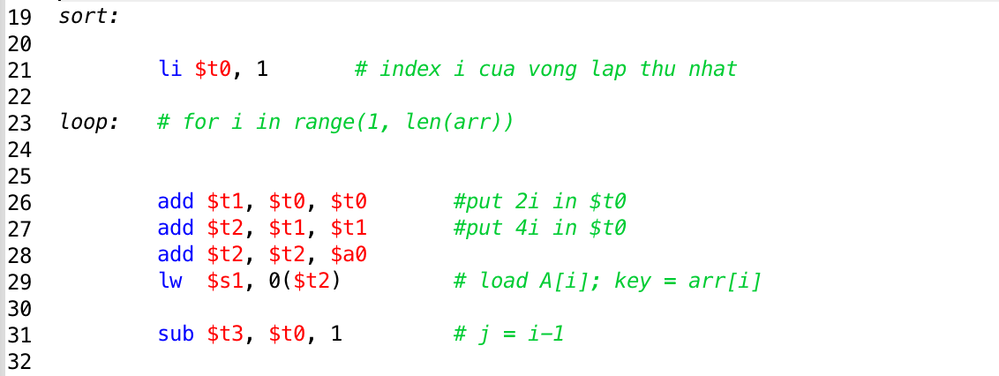 19 sort:
20
21 li $t0, 1 # index i cua vong lap thu nhat
22
23 loop: # for i in range(1, len(arr))
24
25
26 add $t1, $t0, $t0 #put 2i in $t0
27 add $t2, $t1, $t1 #put 4i in $t0
28 add $t2, $t2, $a0
29 lw $s1, 0($t2) # load A[i]; key = arr[i]
30
31 sub $t3, $t0, 1 # j = i-1
32